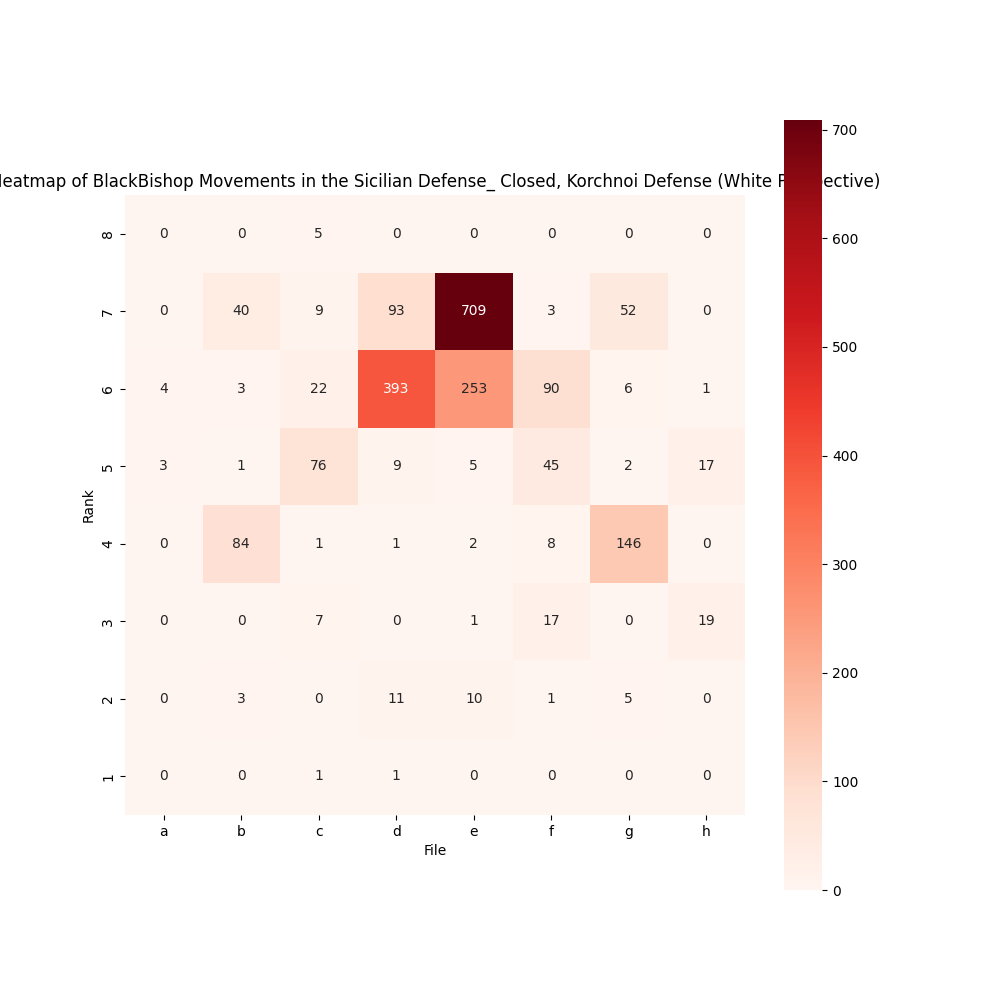 eatmap of BlackBishop Movements in the Sicilian Defense_ Closed, Korchnoi Defense (White
8 0 0 5 0 0 0 0 0
7 0 40 9 93 709 3 52 0
6 4 3 22 393 253 90 6 1
5 3 1 76 9 5 45 2 17
4 0 84 1 1 2 8 146 0
3 0 0 7 0 1 17 0 19
2 0 3 0 11 10 1 5 0
1 0 0 1 1 0 0 0 0
a b c d e f g h
File
Rank
700
600
500
400
300
200
100
0